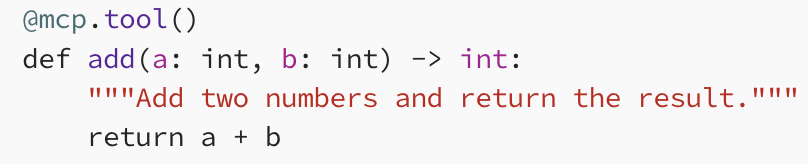 @mcp.tool()
def add(a: int, b: int) -> int:
    """Add two numbers and return the result."""
    return a + b